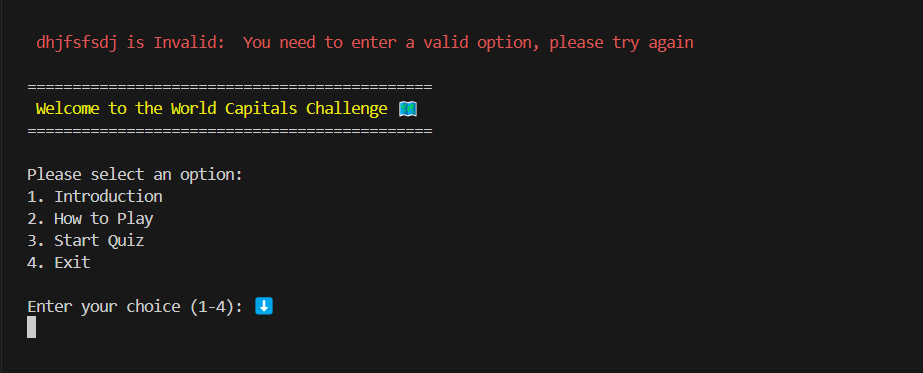 dhjfsfsdj is Invalid:  You need to enter a valid option, please try again
=============================================
Welcome to the World Capitals Challenge 🗺️
=============================================
Please select an option:
1. Introduction
2. How to Play
3. Start Quiz
4. Exit
Enter your choice (1-4): ⬇️